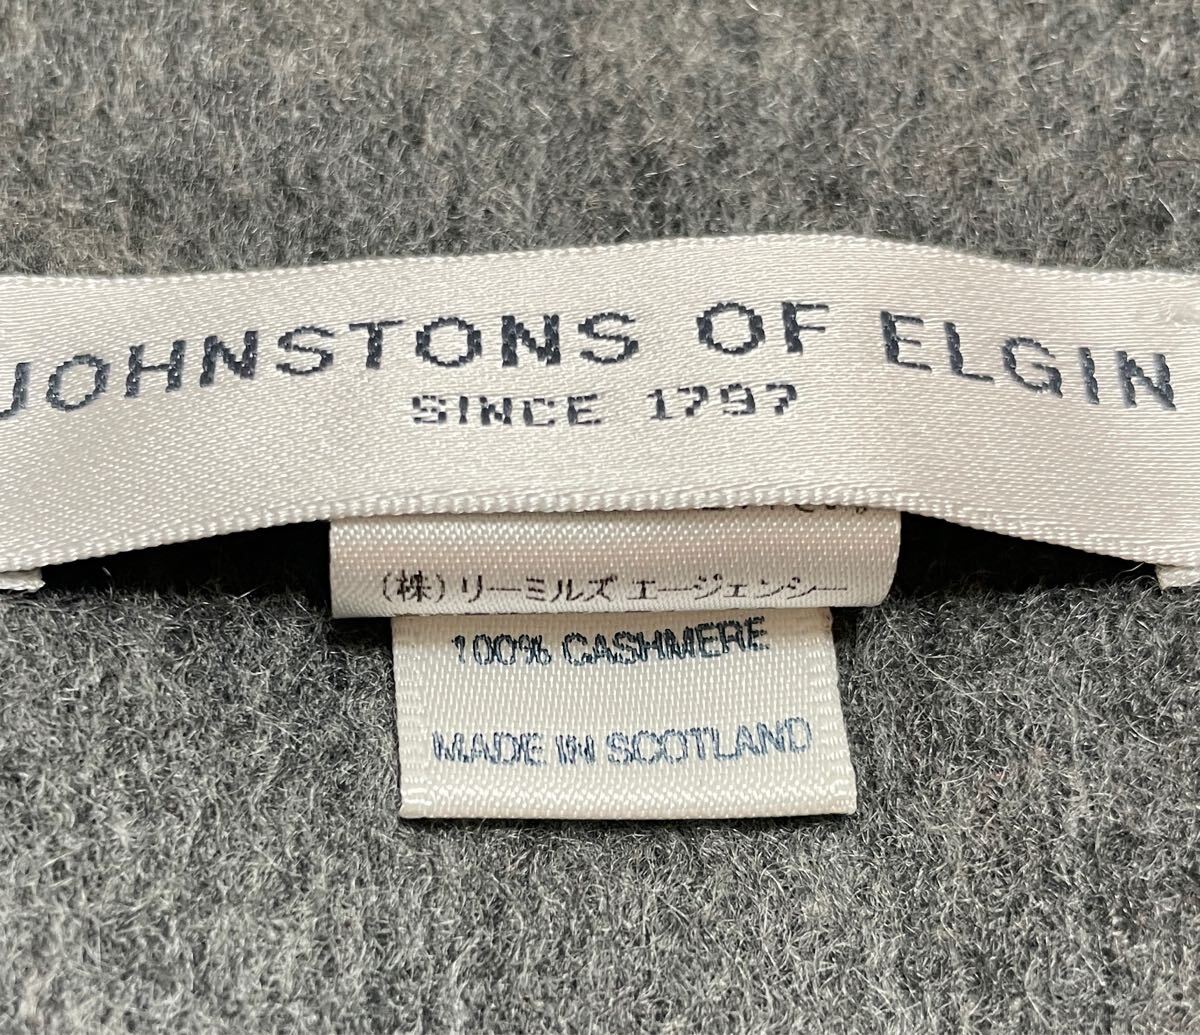 JOHNSTONS OF ELGIN
SINCE 1797
(株)リーミルズ エージェンシー
100% CASHMERE
MADE IN SCOTLAND